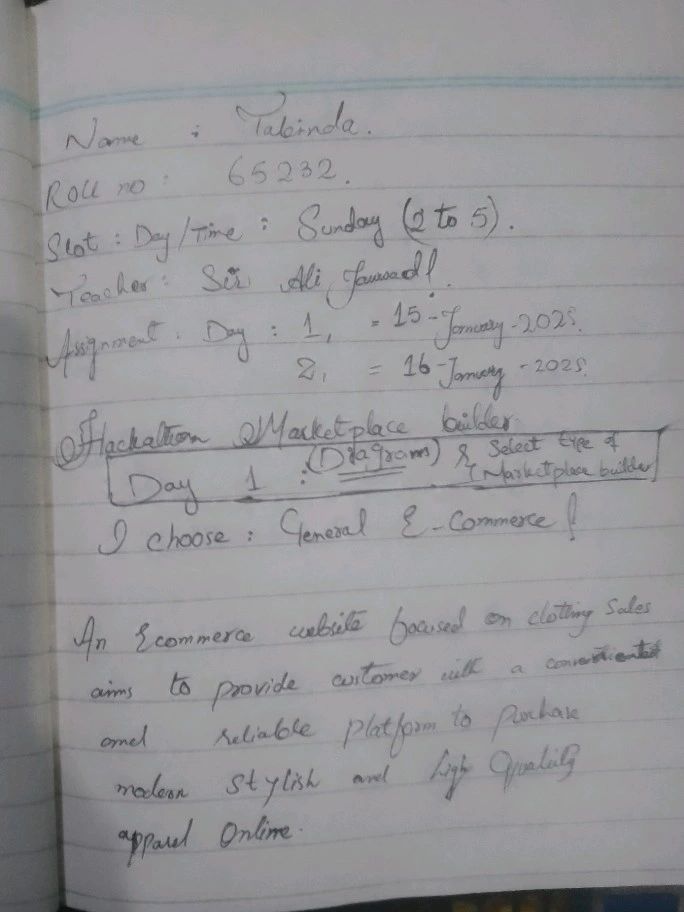 Name : Tabinda.
Roll no : 65232.
Slot : Day/Time : Sunday (2 to 5).
Teacher : Sir Ali Jawwad!.
Assignment . Day : 1, = 15-January-2025.
2, = 16-January-2025.
Hackathon Marketplace builder
Day 1 : (Diagram) & Select type of
(Marketplace builder)
I choose : General E-Commerce !
An Ecommerce website focused on clothing sales
aims to provide customer with a
and reliable platform to Purchase
modern stylish and high Quality
apparel Online.